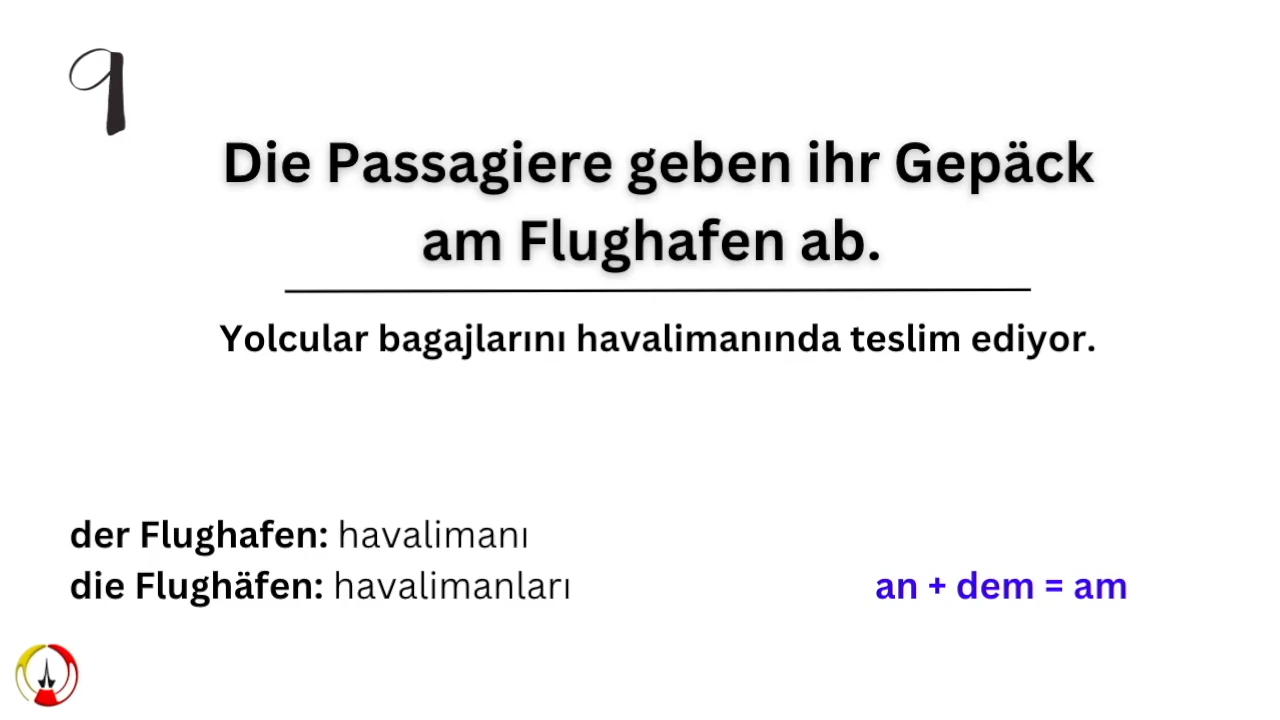 9
Die Passagiere geben ihr Gepäck
am Flughafen ab.
Yolcular bagajlarını havalimanında teslim ediyor.
der Flughafen: havalimanı
die Flughäfen: havalimanları
an + dem = am